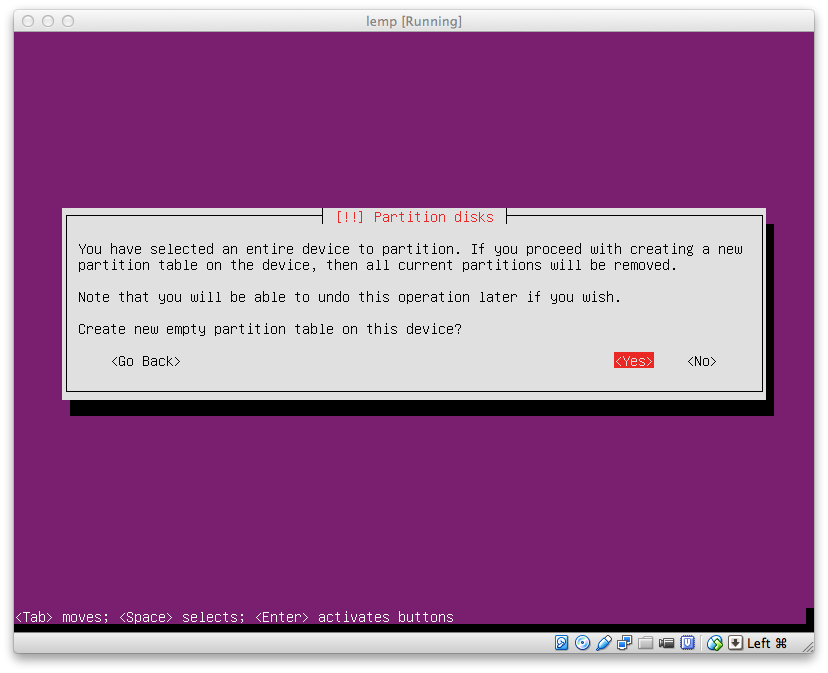 lemp [Running]
[!!] Partition disks
You have selected an entire device to partition. If you proceed with creating a new
partition table on the device, then all current partitions will be removed.
Note that you will be able to undo this operation later if you wish.
Create new empty partition table on this device?
<Go Back> <Yes> <No>
<Tab> moves; <Space> selects; <Enter> activates buttons
Left ⌘